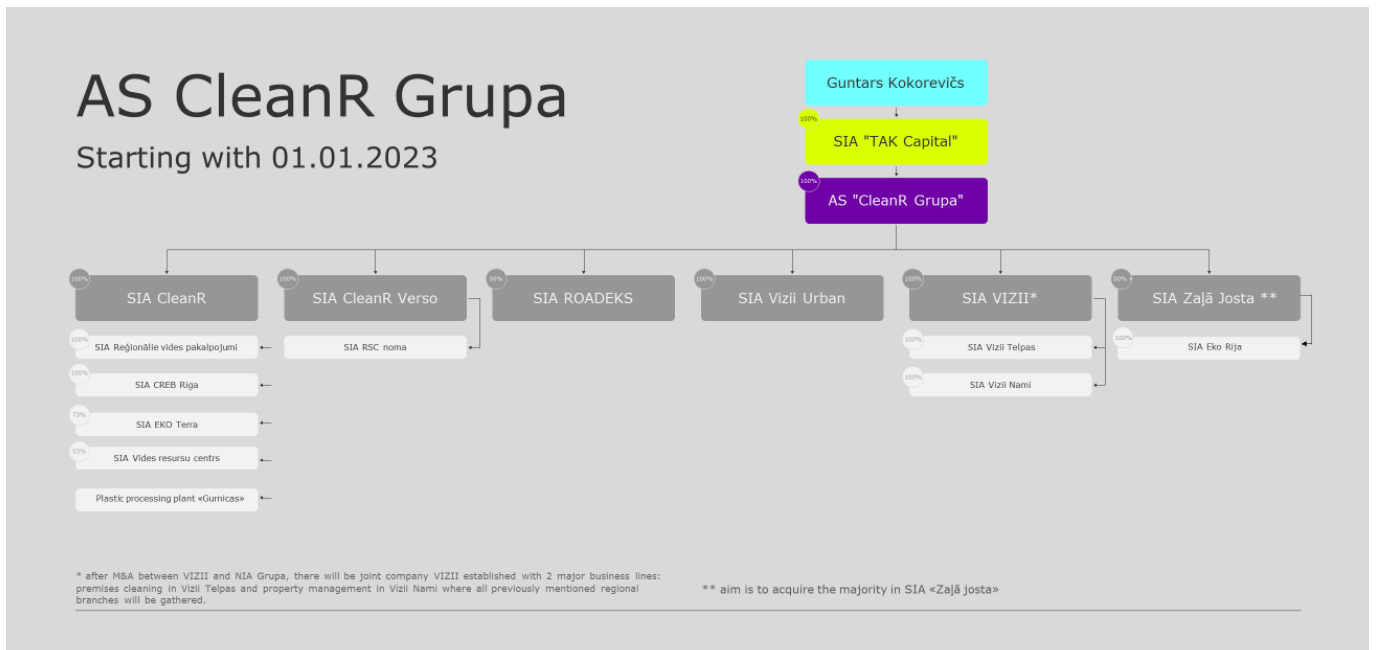 AS CleanR Grupa
Starting with 01.01.2023
Guntars Kokorevičs
100%
SIA "TAK Capital"
100%
AS "CleanR Grupa"
100%
SIA CleanR
100%
SIA CleanR Verso
50%
SIA ROADEKS
100%
SIA Vizii Urban
100%
SIA VIZII*
50%
SIA Zaļā Josta **
100%
SIA Reģionālie vides pakalpojumi
SIA RSC noma
100%
SIA Vizii Telpas
100%
SIA Eko Rija
100%
SIA CREB Rīga
100%
SIA Vizii Nami
SIA EKO Terra
SIA Vides resursu centrs
Plastic processing plant «Gumicas»
* after M&A between VIZII and NIA Grupa, there will be joint company VIZII established with 2 major business lines:
premises cleaning in Vizii Telpas and property management in Vizii Nami where all previously mentioned regional
branches will be gathered.
** aim is to acquire the majority in SIA «Zaļā josta»